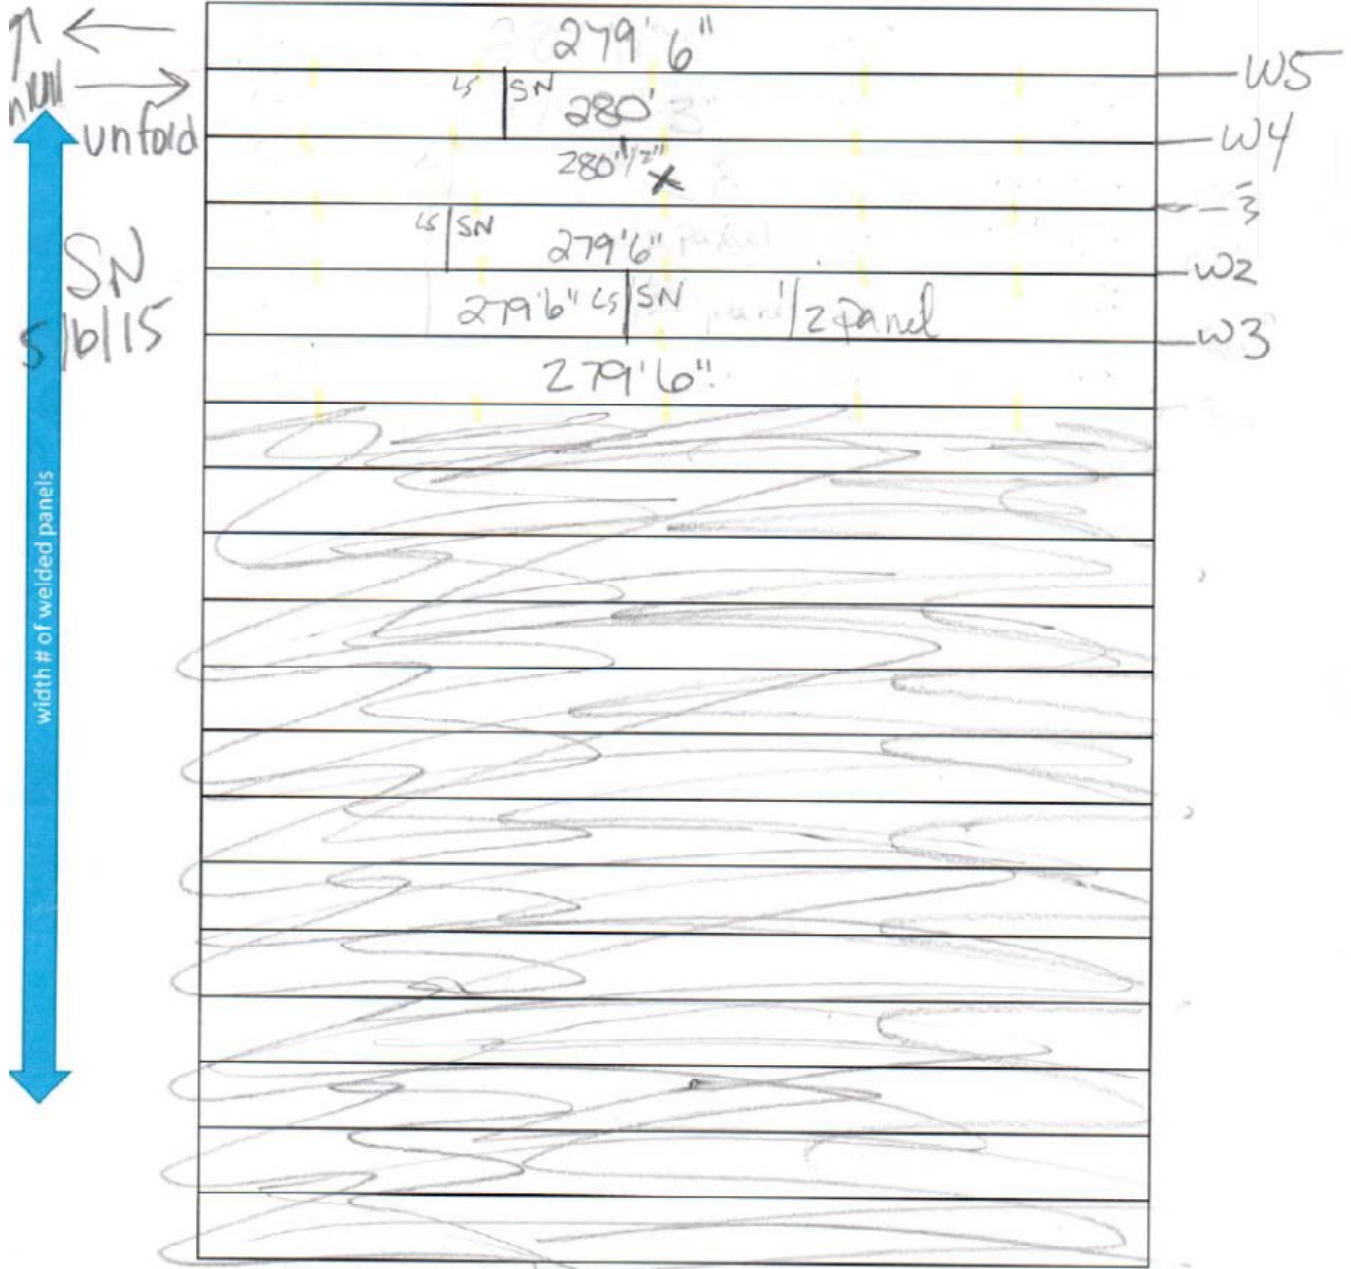 279'6"
W5
LS | SN 280'
unfold
W4
280'1/2"
3
SN
LS | SN 279'6"
W2
279'6" LS | SN 1/2 Panel
5/6/15
W3
279'6"
width # of welded panels